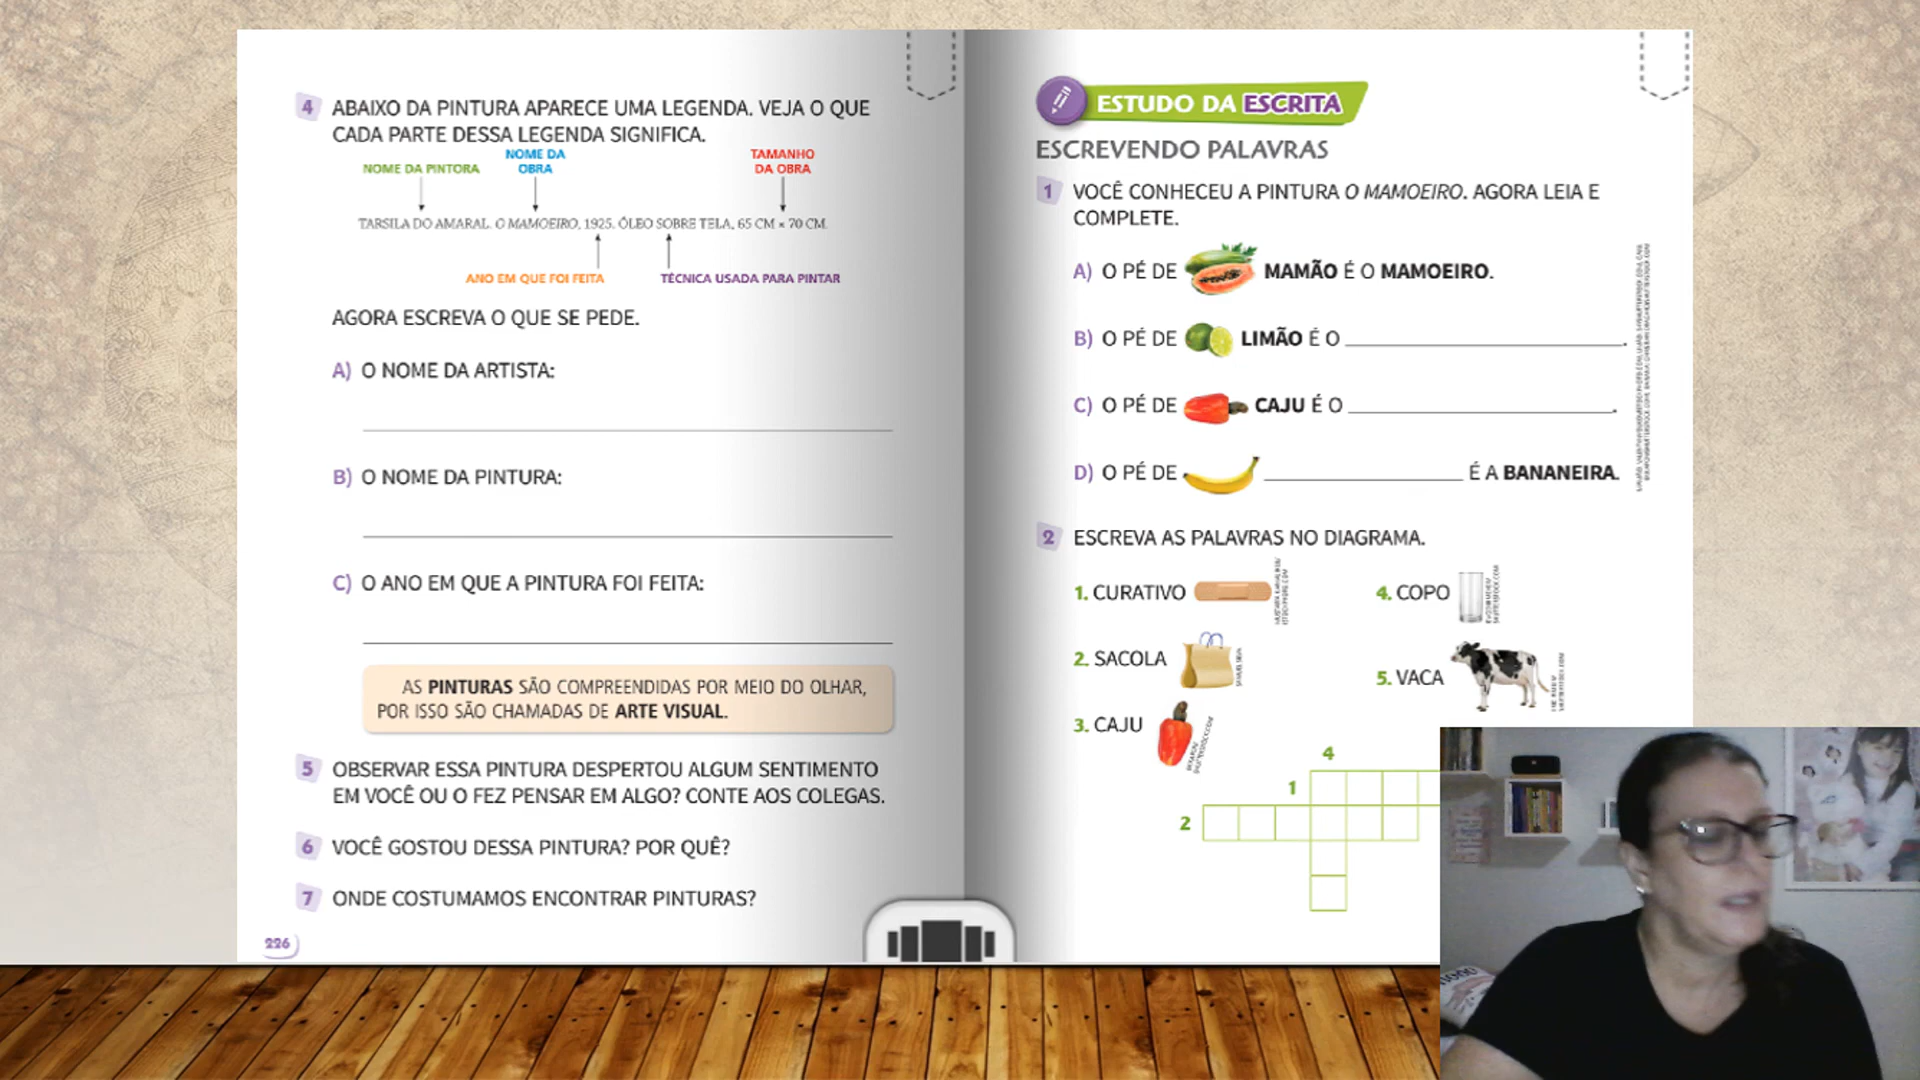 4 ABAIXO DA PINTURA APARECE UMA LEGENDA. VEJA O QUE
CADA PARTE DESSA LEGENDA SIGNIFICA.
NOME DA PINTORA
NOME DA
OBRA
TAMANHO
DA OBRA
TARSILA DO AMARAL. O MAMOEIRO, 1925. ÓLEO SOBRE TELA, 65 CM × 70 CM.
ANO EM QUE FOI FEITA
TÉCNICA USADA PARA PINTAR
AGORA ESCREVA O QUE SE PEDE.
A) O NOME DA ARTISTA:
B) O NOME DA PINTURA:
C) O ANO EM QUE A PINTURA FOI FEITA:
AS PINTURAS SÃO COMPREENDIDAS POR MEIO DO OLHAR,
POR ISSO SÃO CHAMADAS DE ARTE VISUAL.
5 OBSERVAR ESSA PINTURA DESPERTOU ALGUM SENTIMENTO
EM VOCÊ OU O FEZ PENSAR EM ALGO? CONTE AOS COLEGAS.
6 VOCÊ GOSTOU DESSA PINTURA? POR QUÊ?
7 ONDE COSTUMAMOS ENCONTRAR PINTURAS?
226
ESTUDO DA ESCRITA
ESCREVENDO PALAVRAS
1 VOCÊ CONHECEU A PINTURA O MAMOEIRO. AGORA LEIA E
COMPLETE.
A) O PÉ DE MAMÃO É O MAMOEIRO.
B) O PÉ DE LIMÃO É O ____.
C) O PÉ DE CAJU É O ____.
D) O PÉ DE ____ É A BANANEIRA.
2 ESCREVA AS PALAVRAS NO DIAGRAMA.
1. CURATIVO
4. COPO
2. SACOLA
5. VACA
3. CAJU
4
1
2